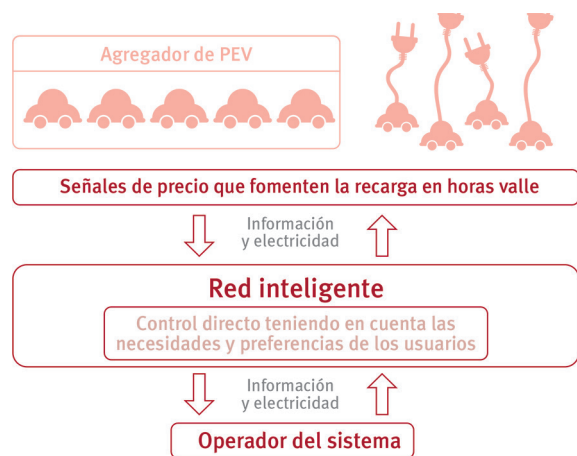 Agregador de PEV
Señales de precio que fomenten la recarga en horas valle
Información
y electricidad
Red inteligente
Control directo teniendo en cuenta las
necesidades y preferencias de los usuarios
Información
y electricidad
Operador del sistema